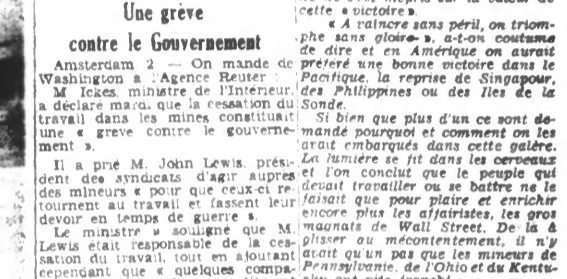 Une grève
contre le Gouvernement
Amsterdam 2 — On mande de
Washington à l'Agence Reuter :
M Ickes, ministre de l'Intérieur,
a déclaré mardi que la cessation du
travail dans les mines constituait
une « grève contre le gouverne-
ment ».
Il a prié M. John Lewis, prési-
dent des syndicats d'agir auprès
des mineurs « pour que ceux-ci re-
tournent au travail et fassent leur
devoir en temps de guerre ».
Le ministre a souligné que M.
Lewis était responsable de la ces-
sation du travail, tout en ajoutant
cependant que « quelques compa-
cette « victoire ».
« A vaincre sans péril, on triom-
phe sans gloire », a-t-on coutume
de dire et en Amérique on aurait
préféré une bonne victoire dans le
Pacifique, la reprise de Singapour,
des Philippines ou des Iles de la
Sonde.
Si bien que plus d'un ce sont de-
mandé pourquoi et comment on les
avait embarqués dans cette galère.
La lumière se fit dans les cerveaux
et l'on conclut que le peuple qui
devait travailler ou se battre ne le
faisait que pour plaire et enrichir
encore plus les affairistes, les gros
magnats de Wall Street. De là à
glisser au mécontentement, il n'y
avait qu'un pas que les mineurs de
Pennsylvanie, de l'Ohio et du Kentu-